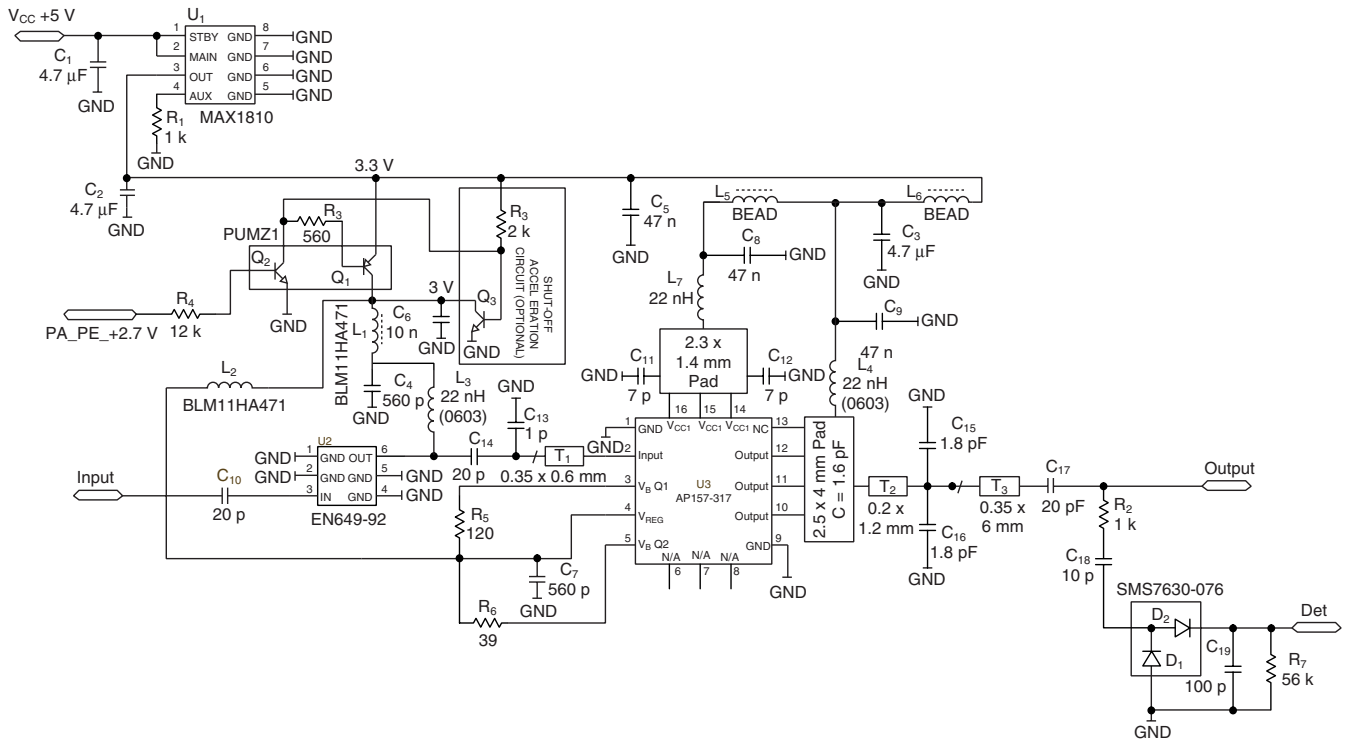 V_CC +5 V
C_1
4.7 µF
GND
U_1
1 STBY GND 8 GND
2 MAIN GND 7 GND
3 OUT GND 6 GND
4 AUX GND 5 GND
MAX1810
R_1
1 k
GND
3.3 V
C_2
4.7 µF
GND
R_3
560
PUMZ1
Q_2
Q_1
GND
R_4
12 k
PA_PE_+2.7 V
R_3
2 k
SHUT-OFF
ACCEL ERATION
CIRCUIT (OPTIONAL)
3 V
Q_3
GND
C_6
10 n
GND
L_1
BLM11HA471
L_2
BLM11HA471
C_4
560 p
GND
L_3
22 nH
(0603)
C_5
47 n
GND
L_5
BEAD
L_6
BEAD
C_8
47 n
GND
C_3
4.7 µF
GND
L_7
22 nH
C_9
47 n
GND
2.3 x
1.4 mm
Pad
C_11
7 p
GND
C_12
7 p
GND
L_4
22 nH
(0603)
GND
C_13
1 p
C_14
20 p
T_1
0.35 x 0.6 mm
U2
GND 1 GND OUT 6
GND 2 GND GND 5 GND
3 IN GND 4 GND
EN649-92
Input
C_10
20 p
16 15 14
V_CC1 V_CC1 V_CC1 NC 13
1 GND
GND
2 Input
3 V_B Q1
4 V_REG
5 V_B Q2
Output 12
Output 11
Output 10
GND 9
GND
U3
AP157-317
N/A N/A N/A
6 7 8
R_5
120
C_7
560 p
GND
R_6
39
2.5 x 4 mm Pad
C = 1.6 pF
T_2
0.2 x
1.2 mm
GND
C_15
1.8 pF
C_16
1.8 pF
GND
T_3
0.35 x
6 mm
C_17
20 pF
Output
R_2
1 k
C_18
10 p
SMS7630-076
D_2
D_1
Det
C_19
100 p
R_7
56 k
GND